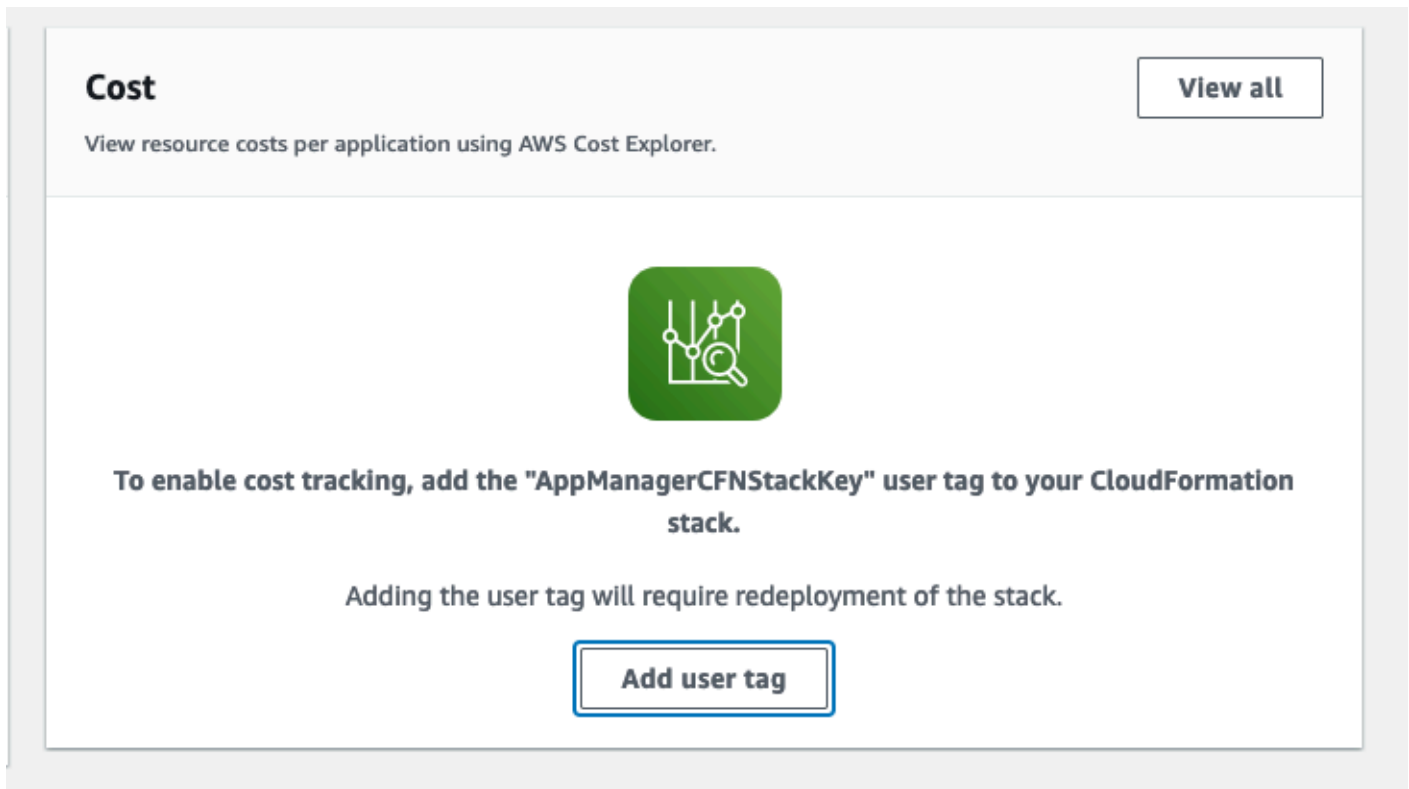 Cost
View all
View resource costs per application using AWS Cost Explorer.
To enable cost tracking, add the "AppManagerCFNStackKey" user tag to your CloudFormation
stack.
Adding the user tag will require redeployment of the stack.
Add user tag